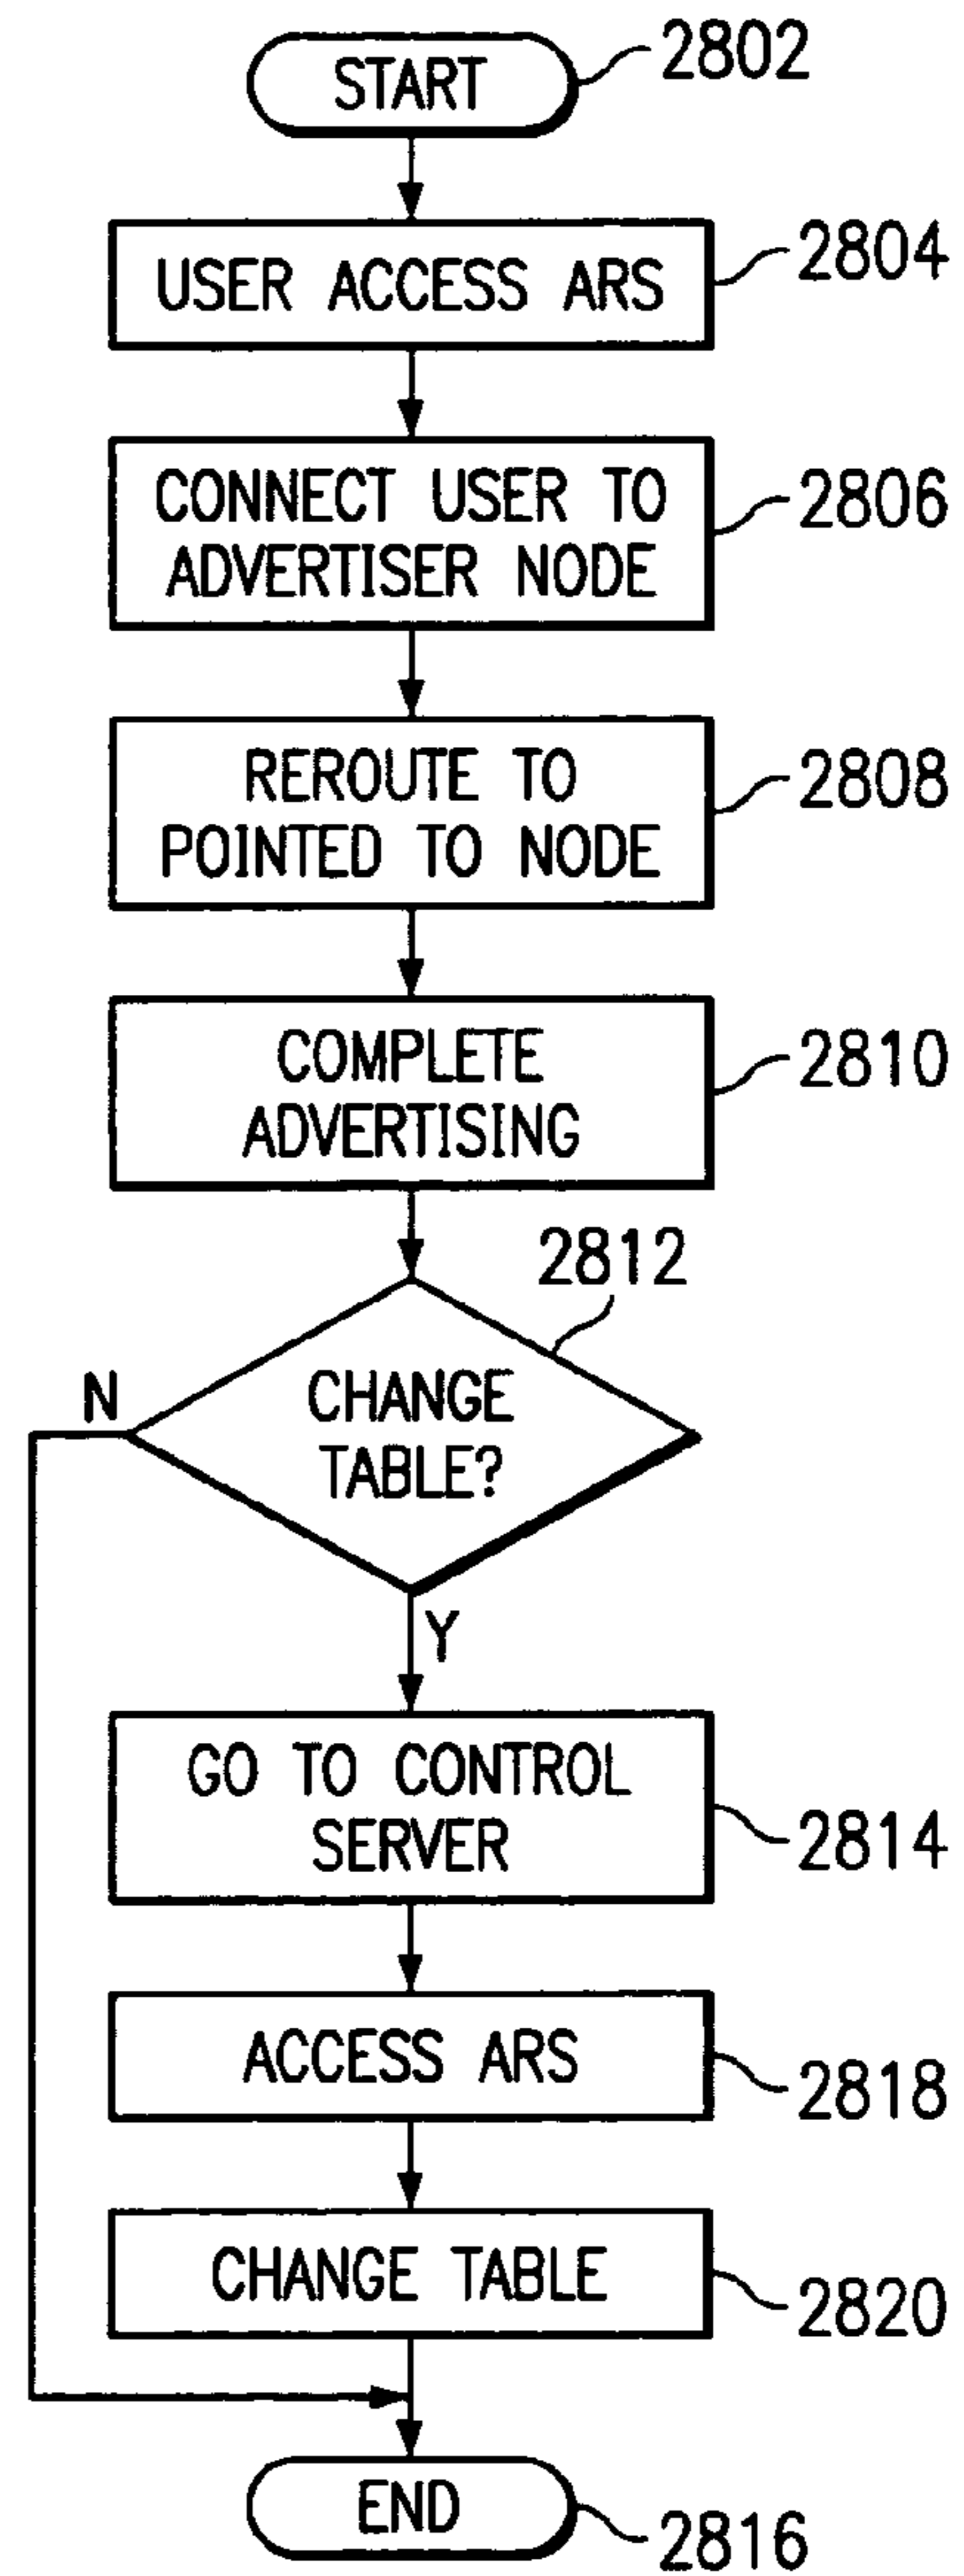 START
2802
USER ACCESS ARS
2804
CONNECT USER TO
ADVERTISER NODE
2806
REROUTE TO
POINTED TO NODE
2808
COMPLETE
ADVERTISING
2810
2812
CHANGE
TABLE?
N
Y
GO TO CONTROL
SERVER
2814
ACCESS ARS
2818
CHANGE TABLE
2820
END
2816